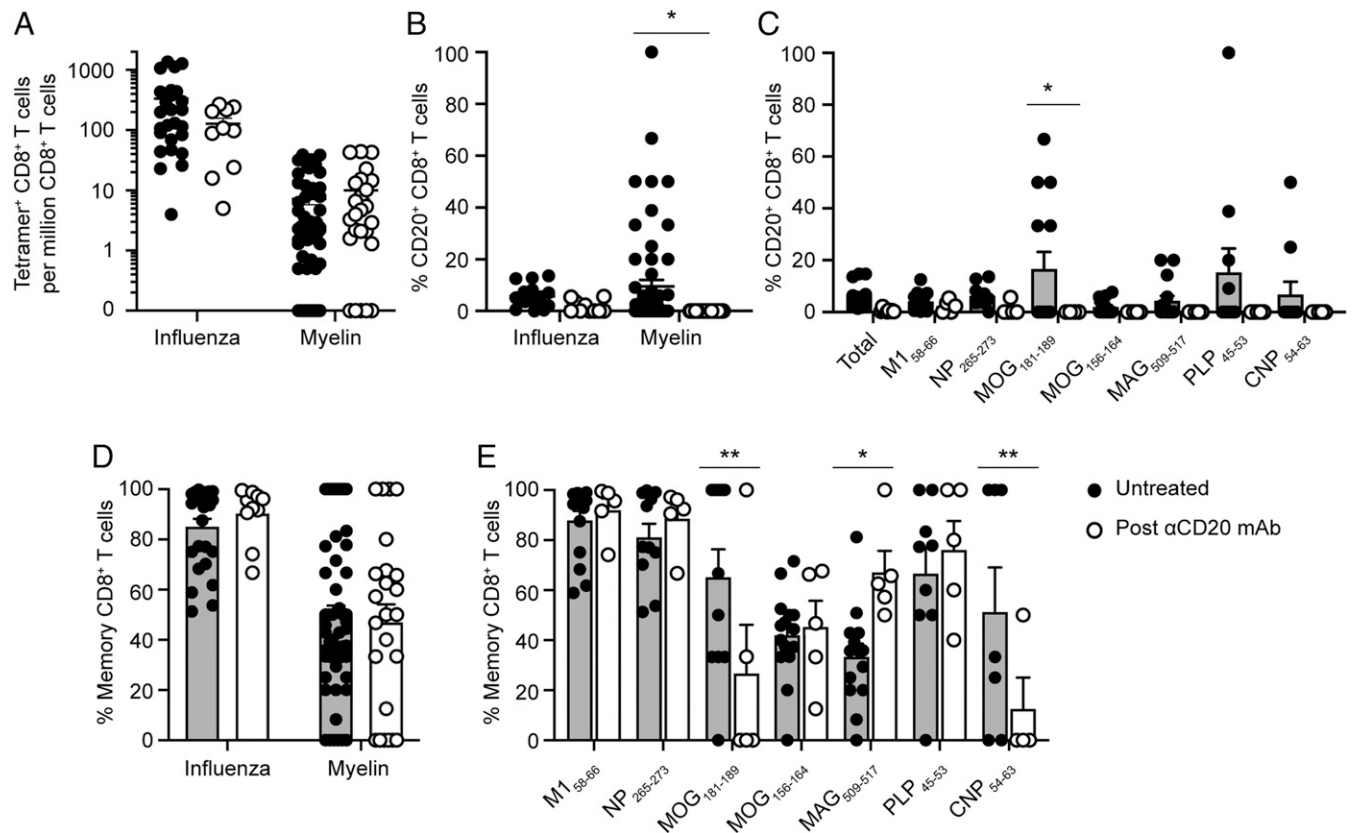 A
Tetramer⁺ CD8⁺ T cells
per million CD8⁺ T cells
1000
100
10
1
0
Influenza
Myelin
B
*
% CD20⁺ CD8⁺ T cells
100
80
60
40
20
0
Influenza
Myelin
C
*
% CD20⁺ CD8⁺ T cells
100
80
60
40
20
0
Total
M1 58-66
NP 265-273
MOG 181-189
MOG 156-164
MAG 509-517
PLP 45-53
CNP 54-63
D
% Memory CD8⁺ T cells
100
80
60
40
20
0
Influenza
Myelin
E
**
*
**
% Memory CD8⁺ T cells
100
80
60
40
20
0
M1 58-66
NP 265-273
MOG 181-189
MOG 156-164
MAG 509-517
PLP 45-53
CNP 54-63
Untreated
Post αCD20 mAb